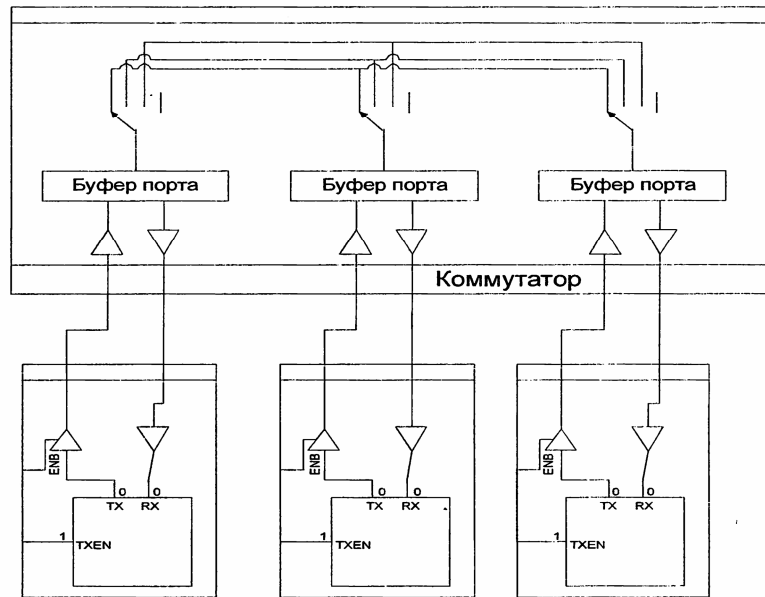 Буфер порта
Буфер порта
Буфер порта
Коммутатор
ENB
ENB
ENB
0 0
0 0
0 0
TX RX
TX RX
TX RX
1 TXEN
1 TXEN
1 TXEN